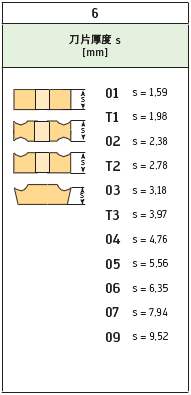 6
刀片厚度 s
[mm]
s
s
s
s
01 s = 1,59
T1 s = 1,98
02 s = 2,38
T2 s = 2,78
03 s = 3,18
T3 s = 3,97
04 s = 4,76
05 s = 5,56
06 s = 6,35
07 s = 7,94
09 s = 9,52